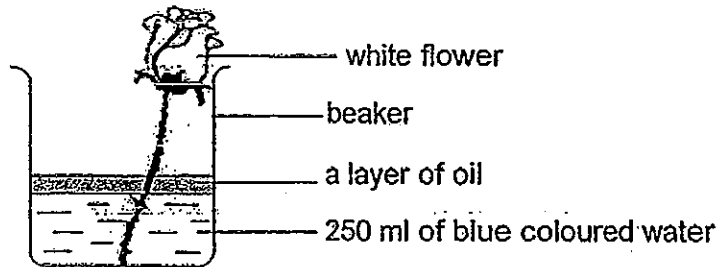 white flower
beaker
a layer of oil
250 ml of blue coloured water